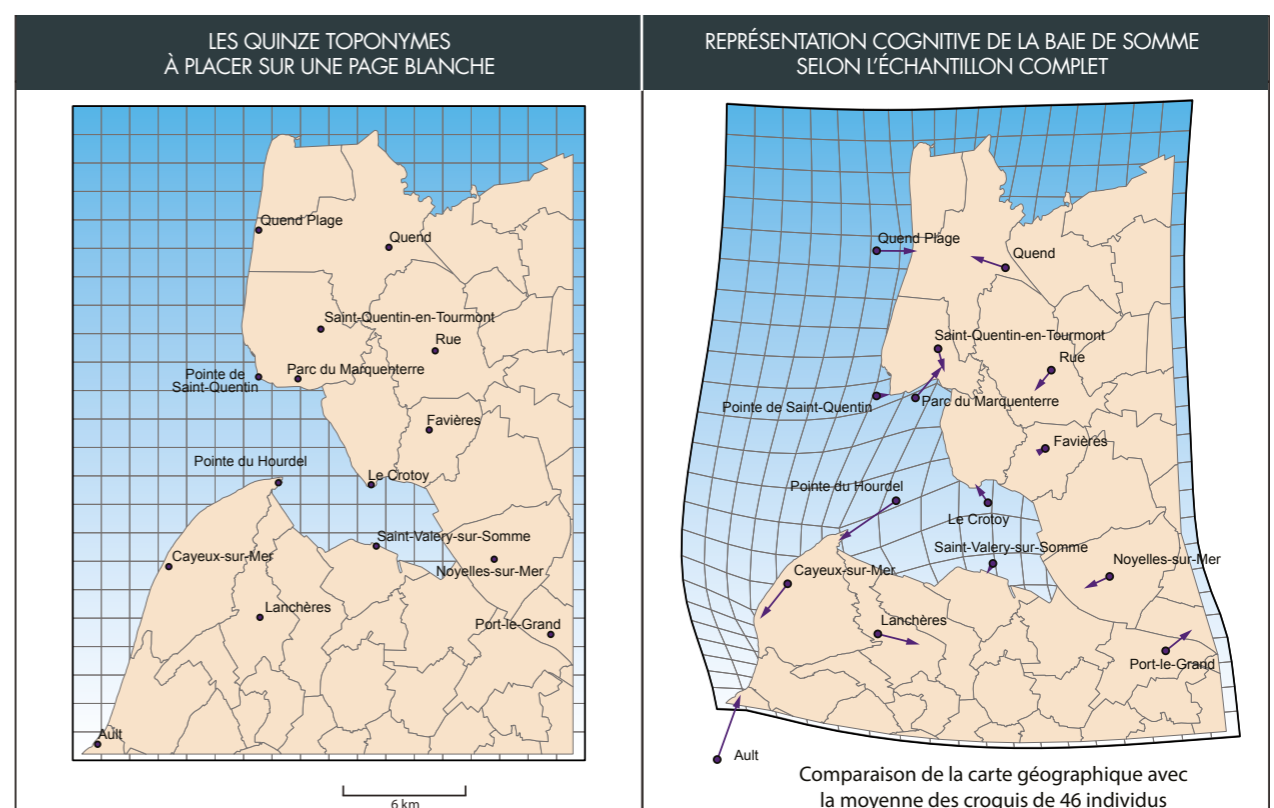 LES QUINZE TOPONYMES
À PLACER SUR UNE PAGE BLANCHE
Quend Plage
Quend
Saint-Quentin-en-Tourmont
Rue
Pointe de
Saint-Quentin
Parc du Marquenterre
Favières
Pointe du Hourdel
Le Crotoy
Saint-Valery-sur-Somme
Cayeux-sur-Mer
Noyelles-sur-Mer
Lanchères
Port-le-Grand
Ault
6 km
REPRÉSENTATION COGNITIVE DE LA BAIE DE SOMME
SELON L'ÉCHANTILLON COMPLET
Quend Plage
Quend
Saint-Quentin-en-Tourmont
Rue
Pointe de Saint-Quentin
Parc du Marquenterre
Favières
Pointe du Hourdel
Le Crotoy
Saint-Valery-sur-Somme
Noyelles-sur-Mer
Cayeux-sur-Mer
Lanchères
Port-le-Grand
Ault
Comparaison de la carte géographique avec
la moyenne des croquis de 46 individus